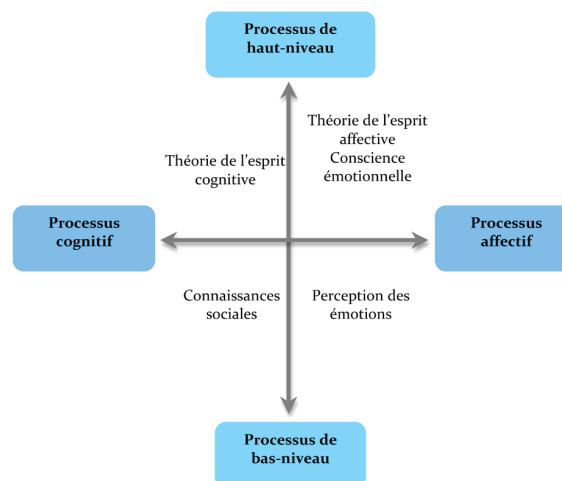 Processus de
haut-niveau
Théorie de l'esprit
affective
Conscience
émotionnelle
Théorie de l'esprit
cognitive
Processus
cognitif
Processus
affectif
Connaissances
sociales
Perception des
émotions
Processus de
bas-niveau